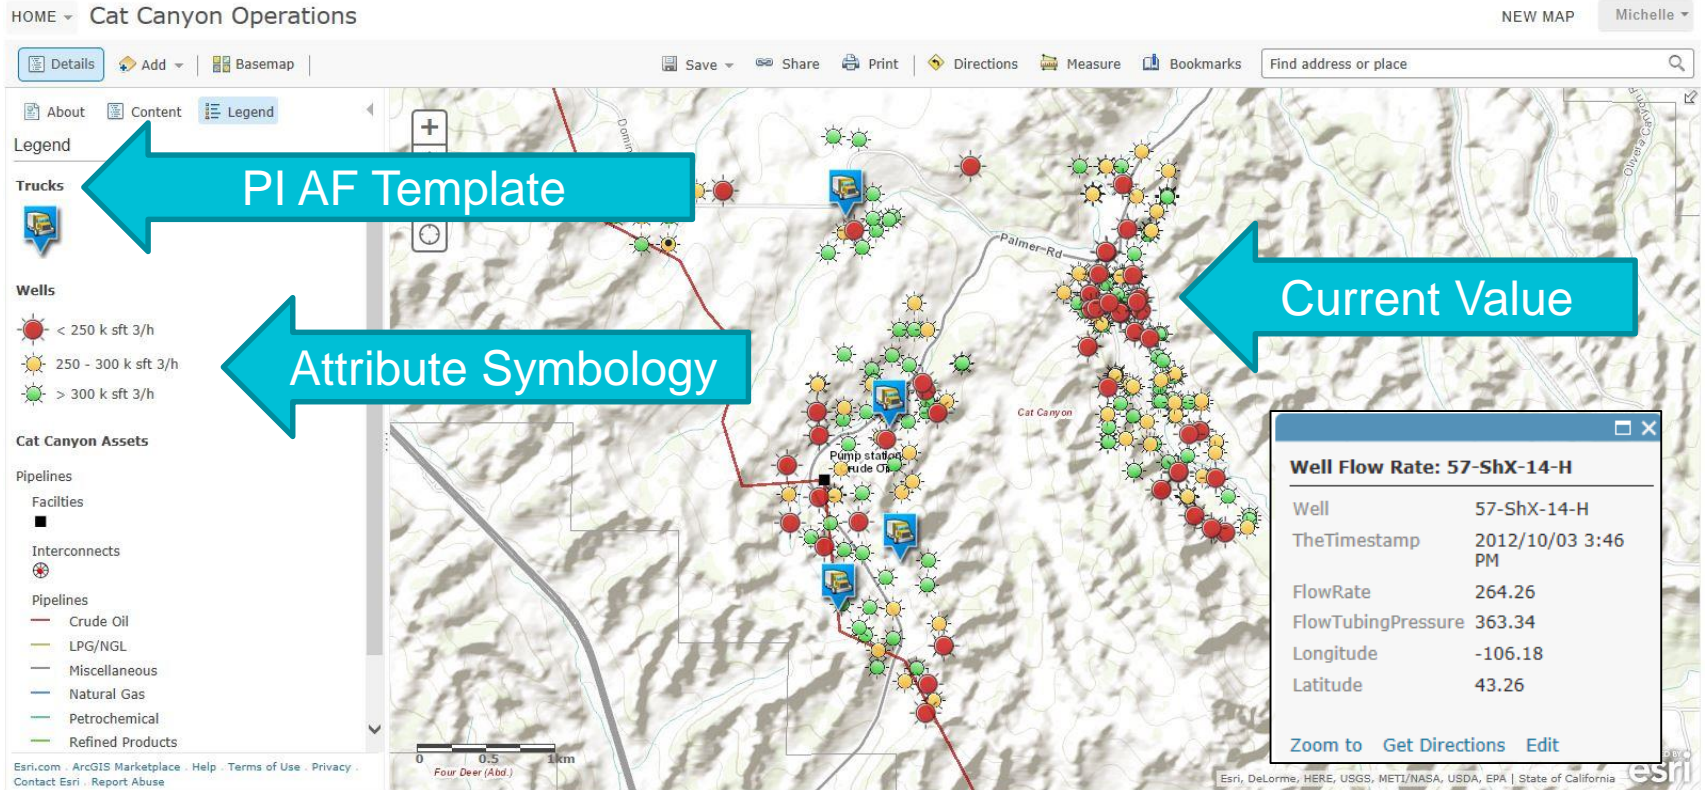 HOME Cat Canyon Operations
NEW MAP Michelle
Details Add Basemap
Save Share Print Directions Measure Bookmarks Find address or place
About Content Legend
Legend
Trucks
PI AF Template
Wells
< 250 k sft 3/h
250 - 300 k sft 3/h
> 300 k sft 3/h
Attribute Symbology
Current Value
Cat Canyon Assets
Pipelines
Facilties
Interconnects
Pipelines
Crude Oil
LPG/NGL
Miscellaneous
Natural Gas
Petrochemical
Refined Products
Esri.com . ArcGIS Marketplace . Help . Terms of Use . Privacy .
Contact Esri . Report Abuse
Palmer-Rd
Cat Canyon
Pump station
Crude Oil
0 0.5 1km
Four Deer (Abd.)
Well Flow Rate: 57-ShX-14-H
Well 57-ShX-14-H
TheTimestamp 2012/10/03 3:46
PM
FlowRate 264.26
FlowTubingPressure 363.34
Longitude -106.18
Latitude 43.26
Zoom to Get Directions Edit
Esri, DeLorme, HERE, USGS, METI/NASA, USDA, EPA | State of California
esri